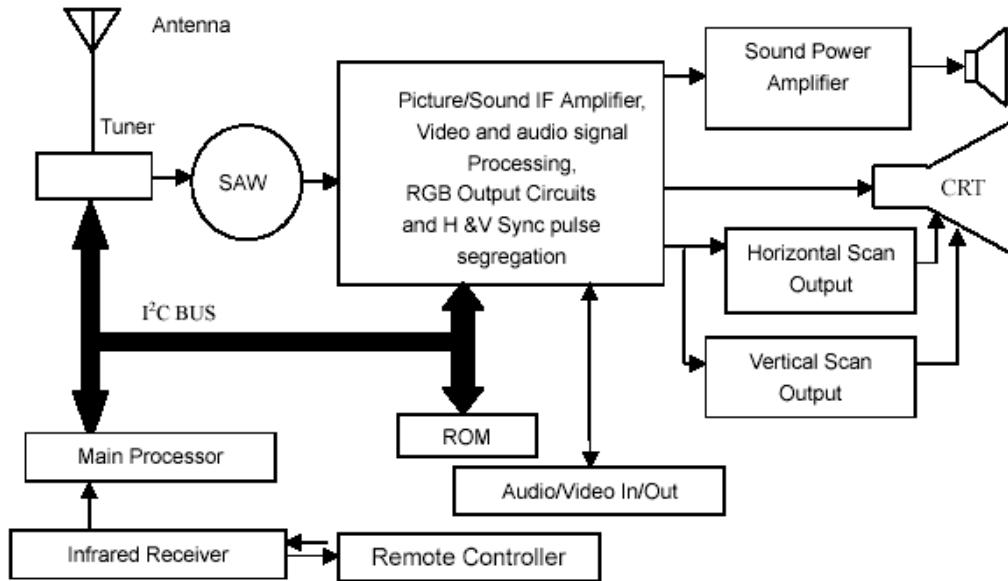 Antenna
Tuner
SAW
Picture/Sound IF Amplifier,
Video and audio signal
Processing,
RGB Output Circuits
and H &V Sync pulse
segregation
Sound Power
Amplifier
CRT
Horizontal Scan
Output
Vertical Scan
Output
I²C BUS
ROM
Main Processor
Audio/Video In/Out
Infrared Receiver
Remote Controller